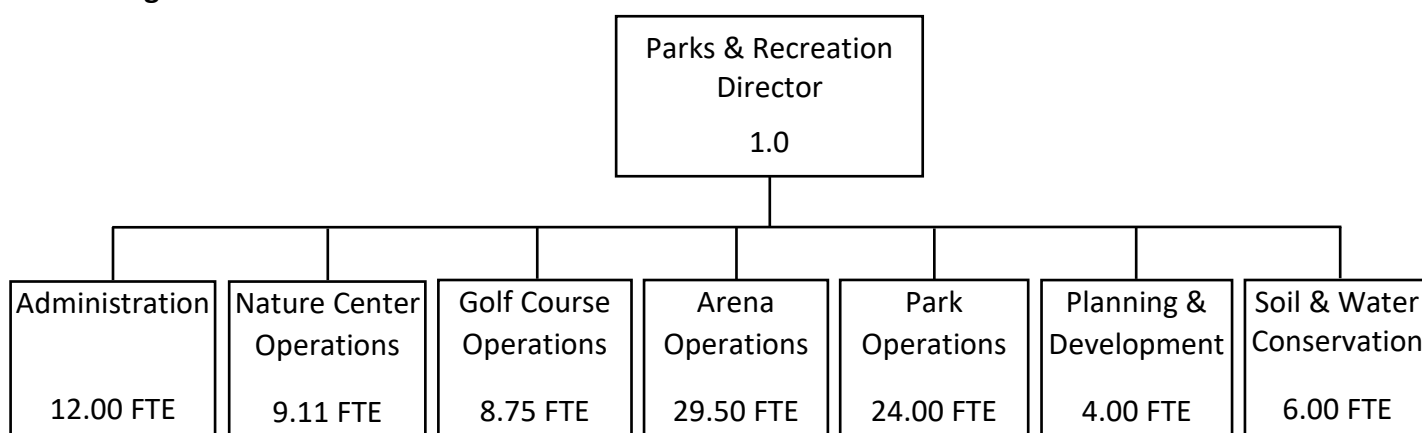 Parks & Recreation
Director
1.0
Administration
12.00 FTE
Nature Center
Operations
9.11 FTE
Golf Course
Operations
8.75 FTE
Arena
Operations
29.50 FTE
Park
Operations
24.00 FTE
Planning &
Development
4.00 FTE
Soil & Water
Conservation
6.00 FTE